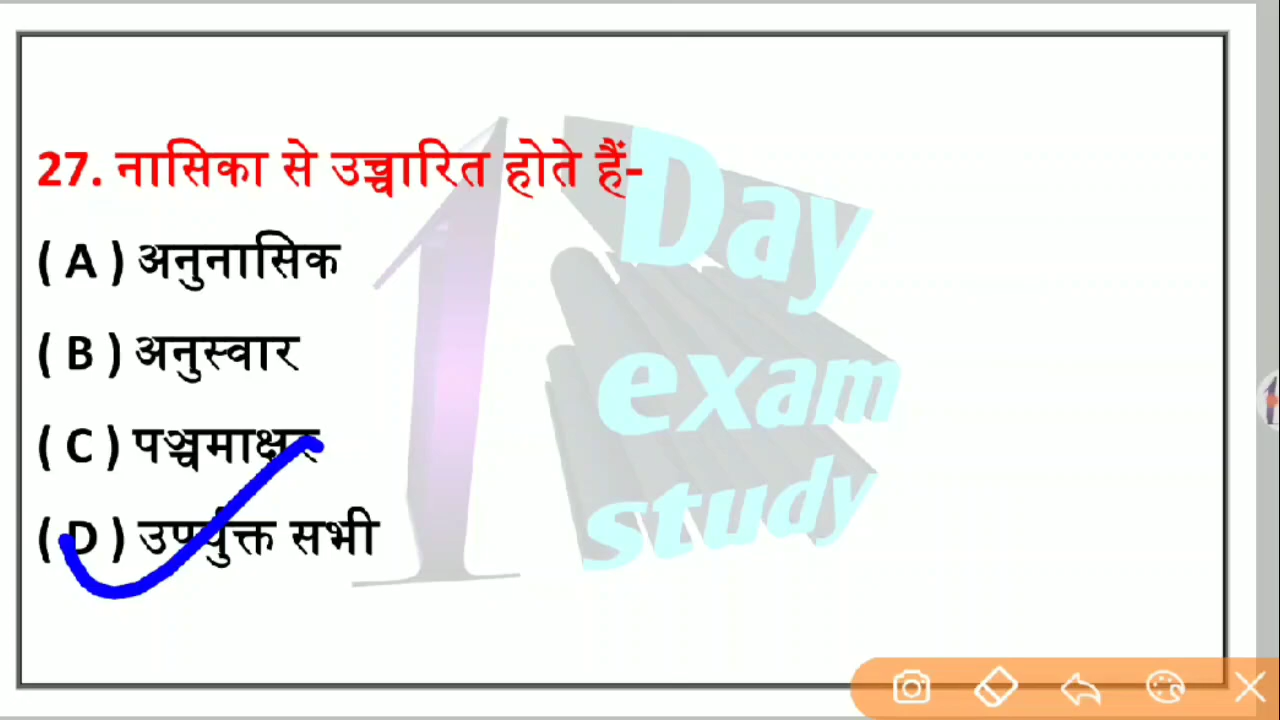 27. नासिका से उच्चारित होते हैं-
( A ) अनुनासिक
( B ) अनुस्वार
( C ) पञ्चमाक्षर
( D ) उपर्युक्त सभी
1 Day
exam
study